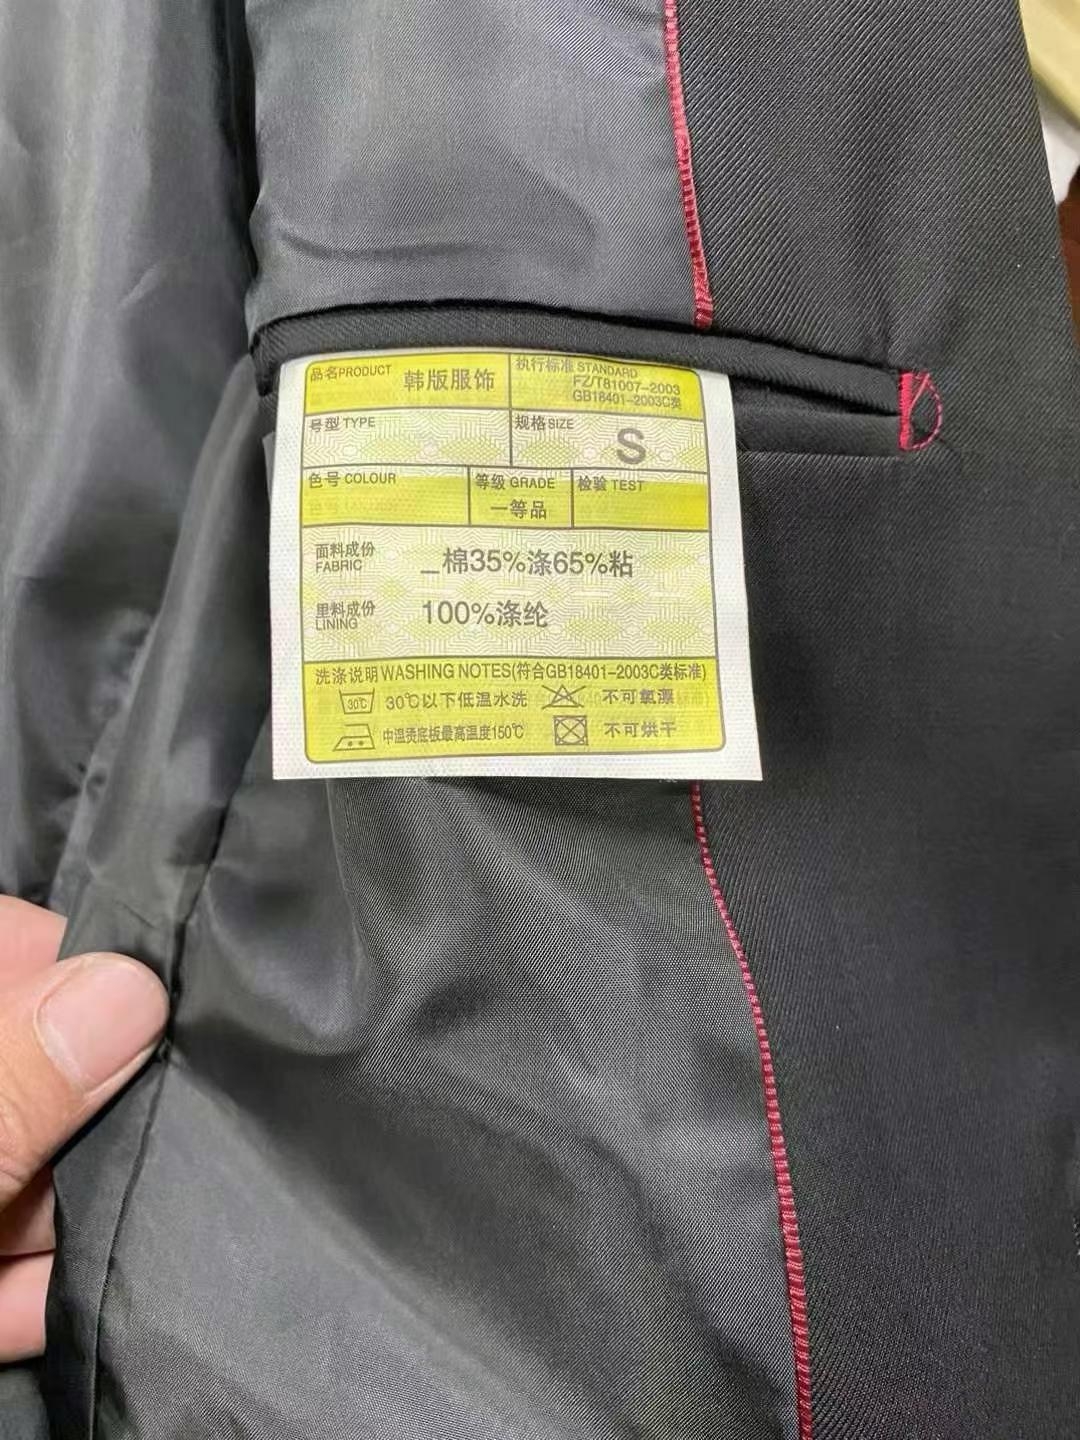 品名PRODUCT 韩版服饰
执行标准 STANDARD
FZ/T81007-2003
GB18401-2003C类
号型 TYPE
规格SIZE S
色号 COLOUR
等级 GRADE
一等品
检验 TEST
面料成份 _棉35%涤65%粘
FABRIC
里料成份 100%涤纶
LINING
洗涤说明 WASHING NOTES(符合GB18401-2003C类标准)
30℃ 30℃以下低温水洗 不可氧漂
中温烫底板最高温度150℃ 不可烘干